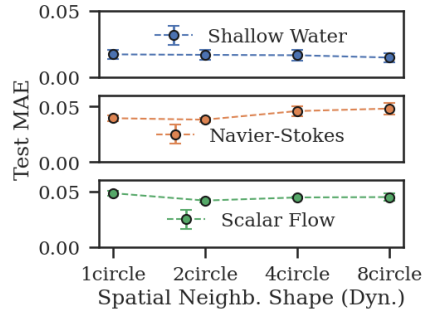 0.05
Shallow Water
0.00
0.05
Navier-Stokes
0.00
0.05
Scalar Flow
0.00
Test MAE
1circle 2circle 4circle 8circle
Spatial Neighb. Shape (Dyn.)